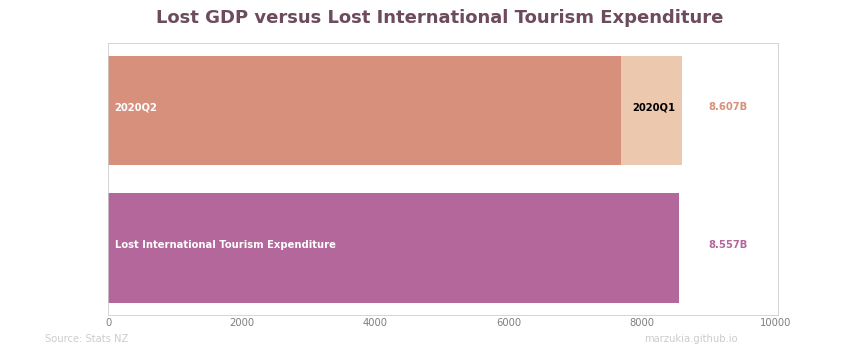 Lost GDP versus Lost International Tourism Expenditure
2020Q2 2020Q1 8.607B
Lost International Tourism Expenditure 8.557B
0 2000 4000 6000 8000 10000
Source: Stats NZ marzukia.github.io